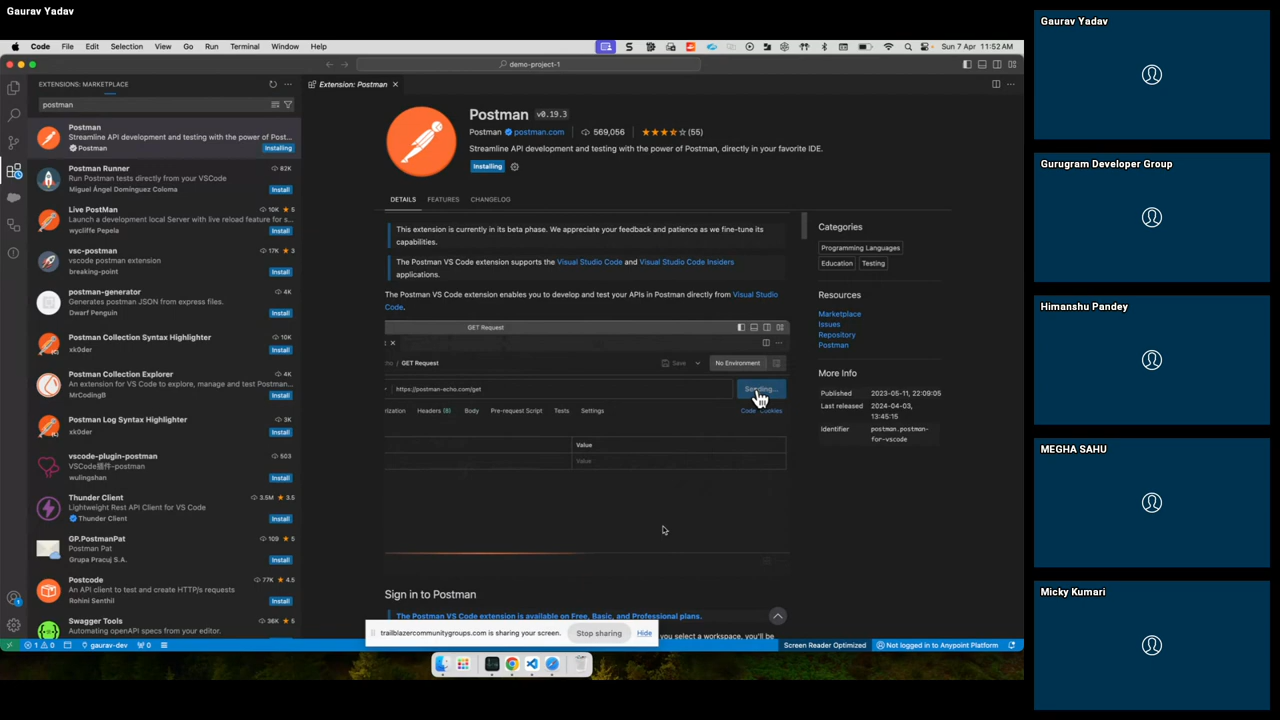 Gaurav Yadav
Code File Edit Selection View Go Run Terminal Window Help
Sun 7 Apr 11:52 AM
demo-project-1
EXTENSIONS: MARKETPLACE
postman
Postman
Streamline API development and testing with the power of Post...
Postman
Installing
Postman Runner
82K
Run Postman tests directly from your VSCode
Miguel Ángel Domínguez Coloma
Install
Live PostMan
10K 5
Launch a development local Server with live reload feature for s...
wycliffe Pepela
Install
vsc-postman
17K 3
vscode postman extension
breaking-point
Install
postman-generator
4K
Generates postman JSON from express files.
Dwarf Penguin
Install
Postman Collection Syntax Highlighter
10K
xk0der
Install
Postman Collection Explorer
4K
An extension for VS Code to explore, manage and test Postman...
MrCodingB
Install
Postman Log Syntax Highlighter
3K
xk0der
Install
vscode-plugin-postman
503
VSCode插件-postman
wulingshan
Install
Thunder Client
3.5M 3.5
Lightweight Rest API Client for VS Code
Thunder Client
Install
GP.PostmanPat
109 5
Postman Pat
Grupa Pracuj S.A.
Install
Postcode
77K 4.5
An API client to test and create HTTP/s requests
Rohini Senthil
Install
Swagger Tools
36K 5
Automating openAPI specs from your editor.
Extension: Postman
Postman v0.19.3
Postman postman.com 569,056 (55)
Streamline API development and testing with the power of Postman, directly in your favorite IDE.
Installing
DETAILS FEATURES CHANGELOG
This extension is currently in its beta phase. We appreciate your feedback and patience as we fine-tune its
capabilities.
The Postman VS Code extension supports the Visual Studio Code and Visual Studio Code Insiders
applications.
The Postman VS Code extension enables you to develop and test your APIs in Postman directly from Visual Studio
Code.
GET Request
/ GET Request
Save
No Environment
https://postman-echo.com/get
Sending...
rization Headers (8) Body Pre-request Script Tests Settings
Code Cookies
Value
Value
Sign in to Postman
The Postman VS Code extension is available on Free, Basic, and Professional plans.
you select a workspace, you'll be
Categories
Programming Languages
Education Testing
Resources
Marketplace
Issues
Repository
Postman
More Info
Published 2023-05-11, 22:09:05
Last released 2024-04-03,
13:45:15
Identifier postman.postman-
for-vscode
trailblazercommunitygroups.com is sharing your screen.
Stop sharing
Hide
1 0 gaurav-dev 0
Screen Reader Optimized
Not logged in to Anypoint Platform
Gaurav Yadav
Gurugram Developer Group
Himanshu Pandey
MEGHA SAHU
Micky Kumari